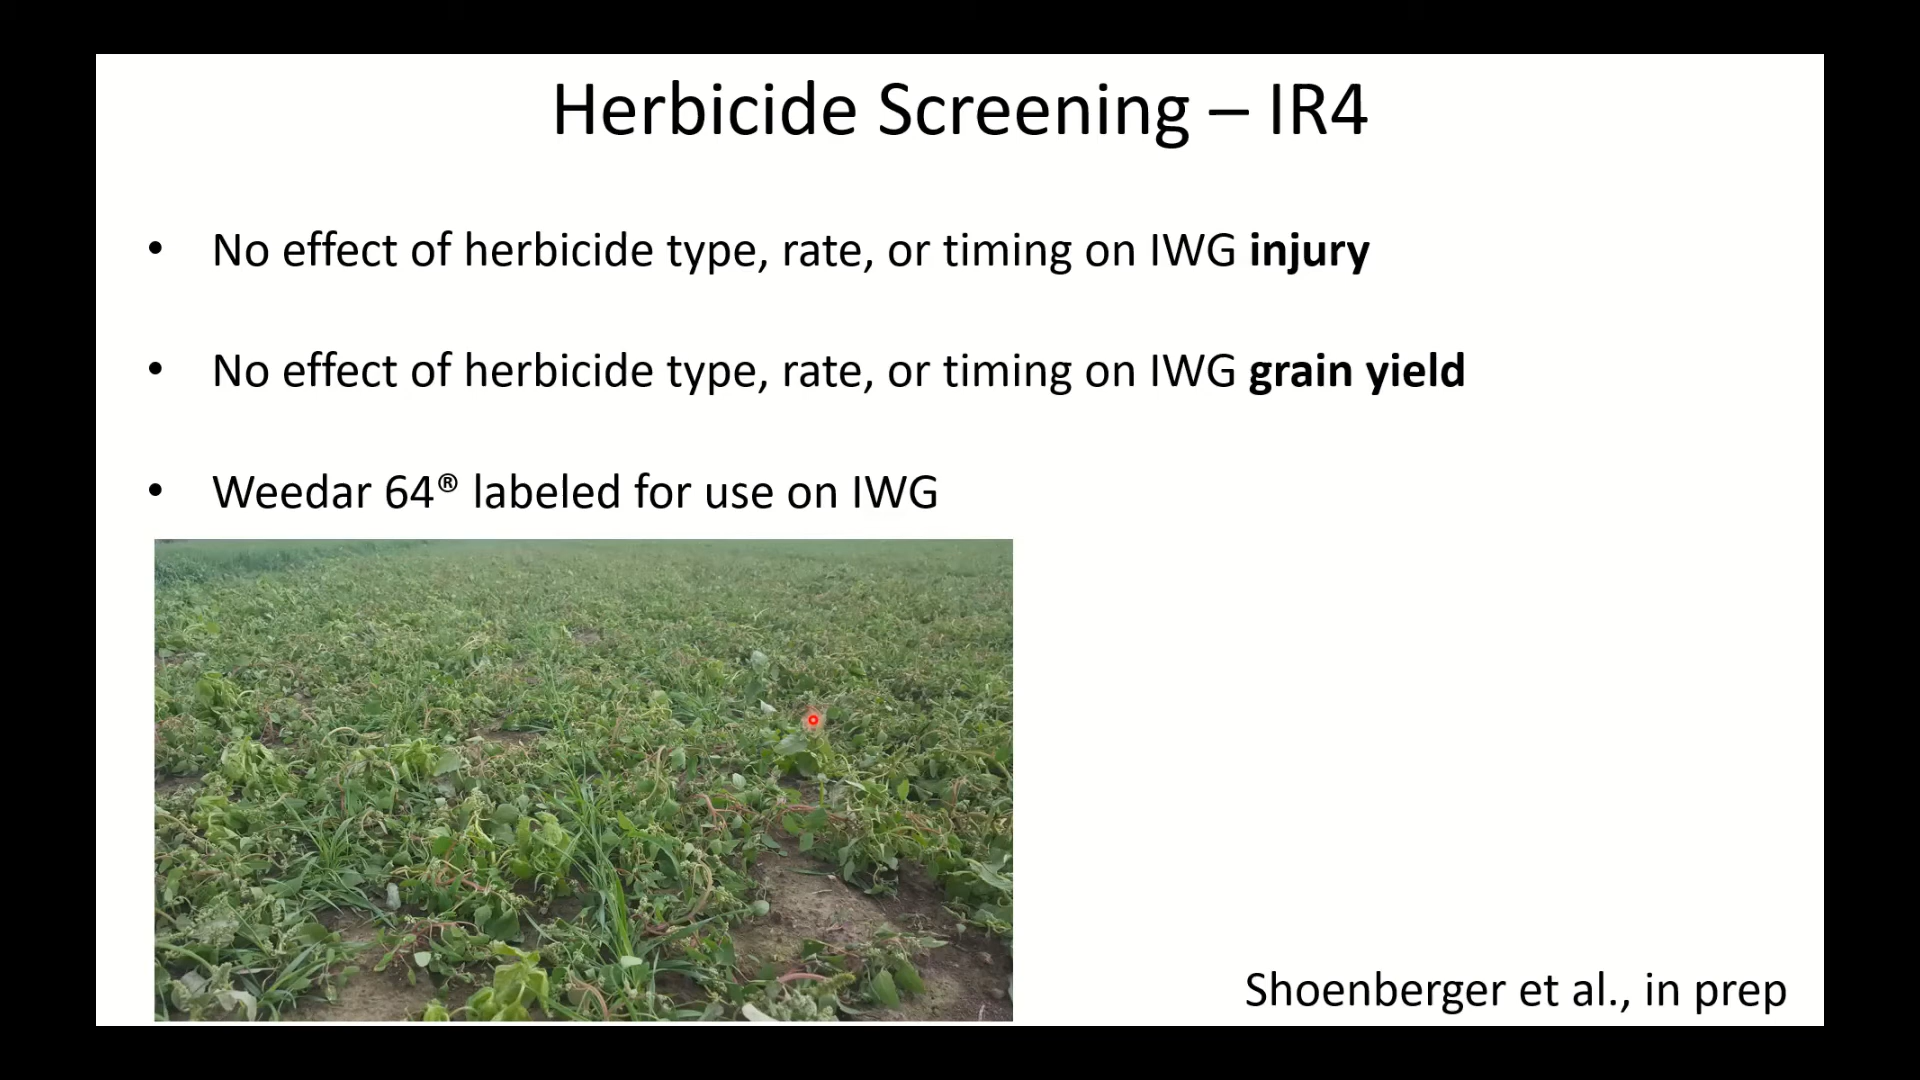 Herbicide Screening – IR4
• No effect of herbicide type, rate, or timing on IWG injury
• No effect of herbicide type, rate, or timing on IWG grain yield
• Weedar 64® labeled for use on IWG
Shoenberger et al., in prep